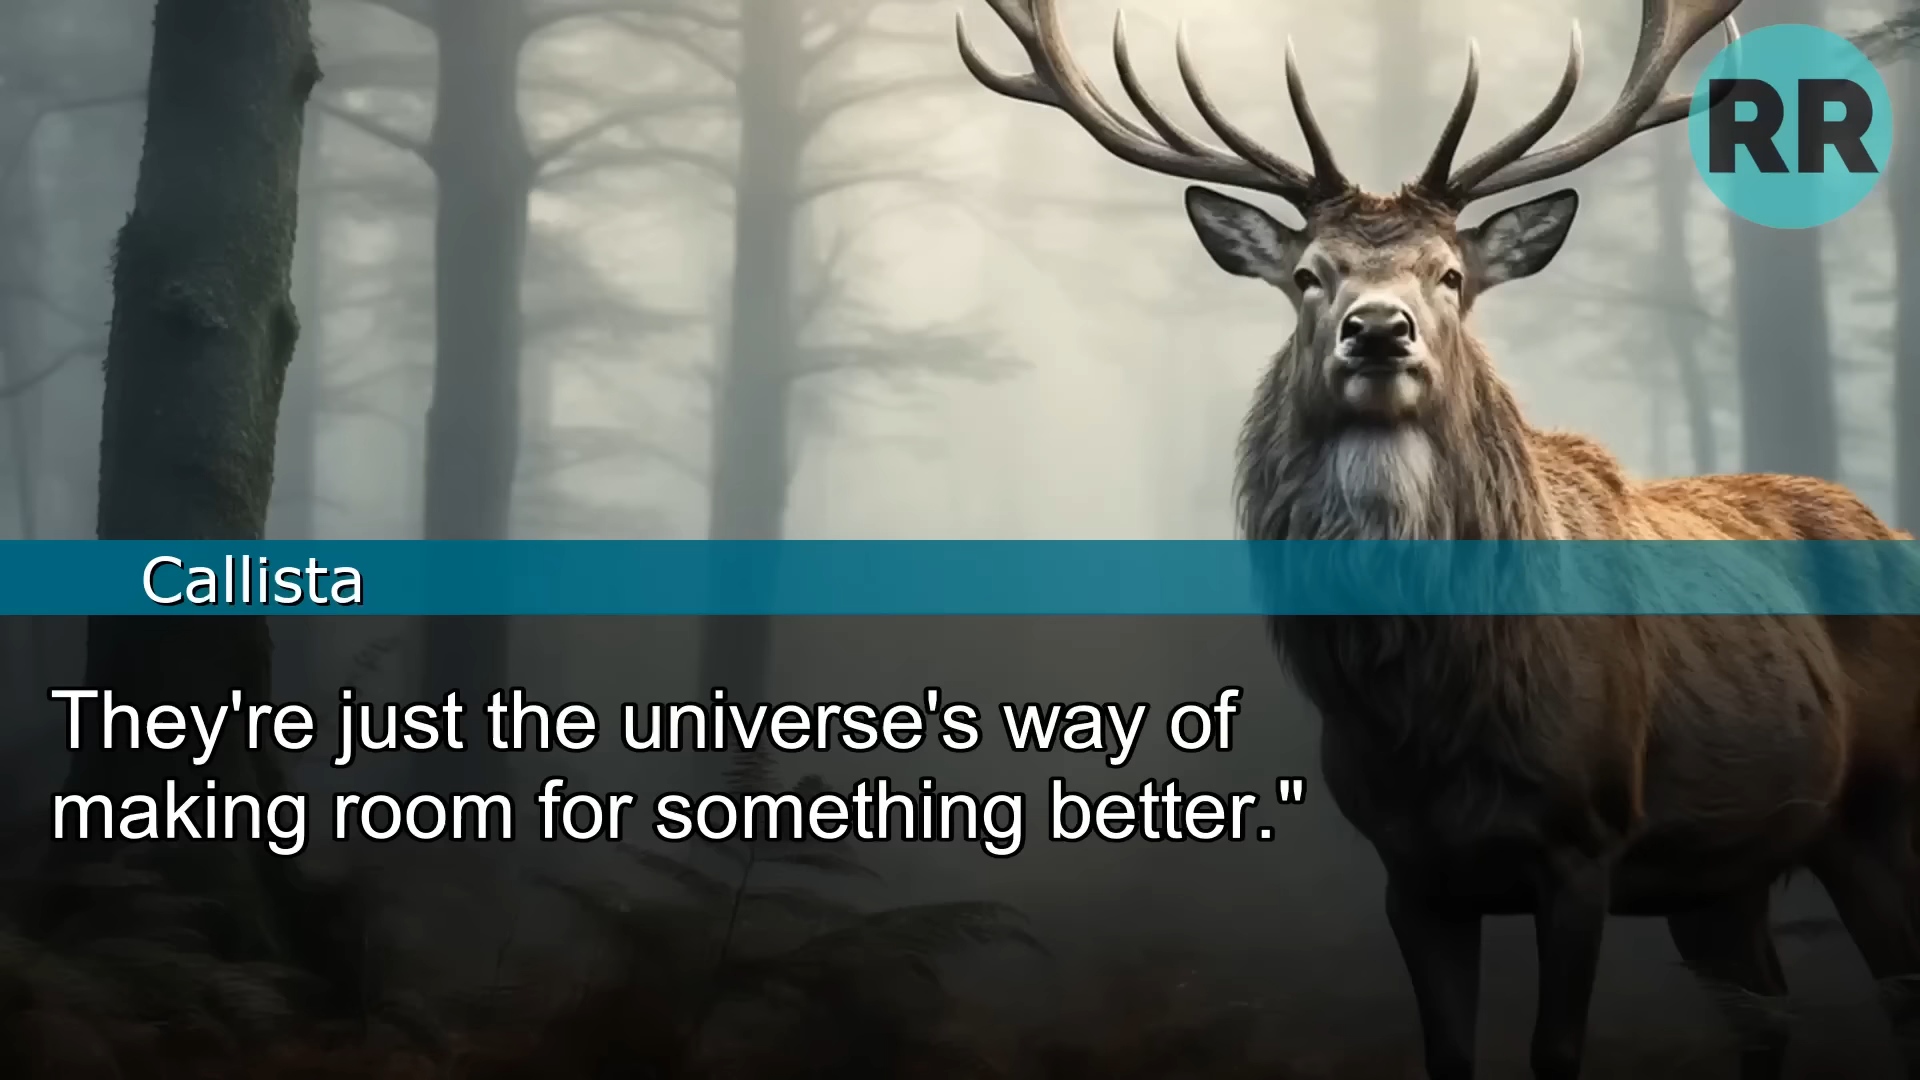 RR
Callista
They're just the universe's way of
making room for something better."